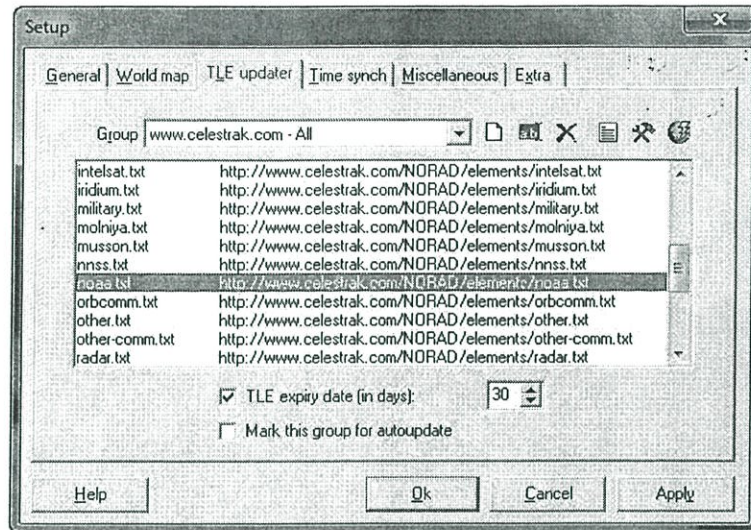 Setup
General World map TLE updater Time synch Miscellaneous Extra
Group www.celestrak.com - All
intelsat.txt http://www.celestrak.com/NORAD/elements/intelsat.txt
iridium.txt http://www.celestrak.com/NORAD/elements/iridium.txt
military.txt http://www.celestrak.com/NORAD/elements/military.txt
molniya.txt http://www.celestrak.com/NORAD/elements/molniya.txt
musson.txt http://www.celestrak.com/NORAD/elements/musson.txt
nnss.txt http://www.celestrak.com/NORAD/elements/nnss.txt
noaa.txt http://www.celestrak.com/NORAD/elements/noaa.txt
orbcomm.txt http://www.celestrak.com/NORAD/elements/orbcomm.txt
other.txt http://www.celestrak.com/NORAD/elements/other.txt
other-comm.txt http://www.celestrak.com/NORAD/elements/other-comm.txt
radar.txt http://www.celestrak.com/NORAD/elements/radar.txt
TLE expiry date (in days): 30
Mark this group for autoupdate
Help Ok Cancel Apply